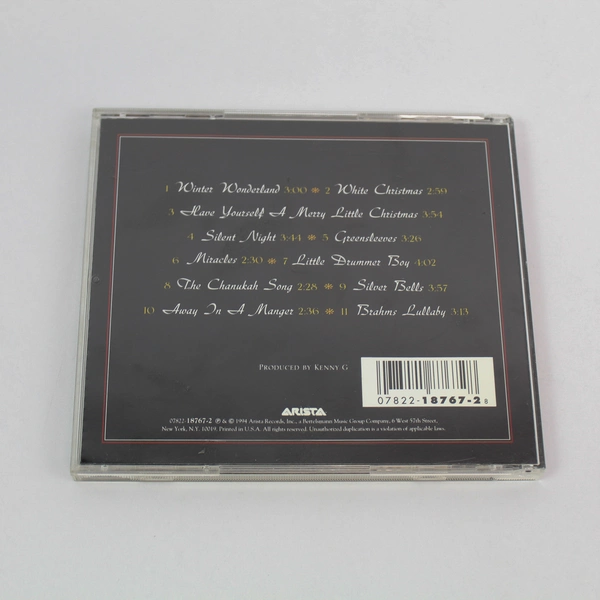 1 Winter Wonderland 3:00 ❋ 2 White Christmas 2:59
3 Have Yourself A Merry Little Christmas 3:54
4 Silent Night 3:44 ❋ 5 Greensleeves 3:26
6 Miracles 2:30 ❋ 7 Little Drummer Boy 4:02
8 The Chanukah Song 2:28 ❋ 9 Silver Bells 3:57
10 Away In A Manger 2:36 ❋ 11 Brahms Lullaby 3:13
Produced by Kenny G
07822-18767-2 8
ARISTA
07822-18767-2 ℗ & © 1994 Arista Records, Inc., a Bertelsmann Music Group Company, 6 West 57th Street,
New York, N.Y. 10019. Printed in U.S.A. All rights reserved. Unauthorized duplication is a violation of applicable laws.